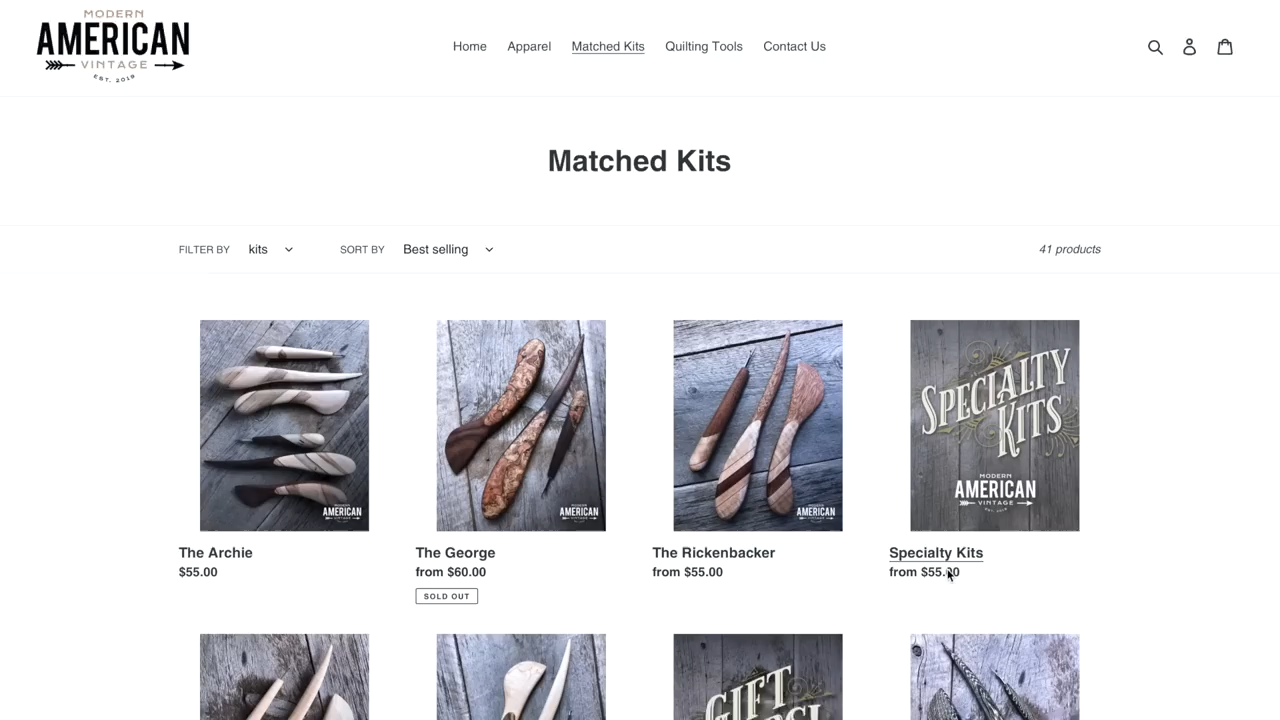 MODERN
AMERICAN
VINTAGE
EST. 2019
Home
Apparel
Matched Kits
Quilting Tools
Contact Us
Matched Kits
FILTER BY
kits
SORT BY
Best selling
41 products
AMERICAN
AMERICAN
AMERICAN
SPECIALTY
KITS
MODERN
AMERICAN
VINTAGE
The Archie
$55.00
The George
from $60.00
SOLD OUT
The Rickenbacker
from $55.00
Specialty Kits
from $55.00
GIFT